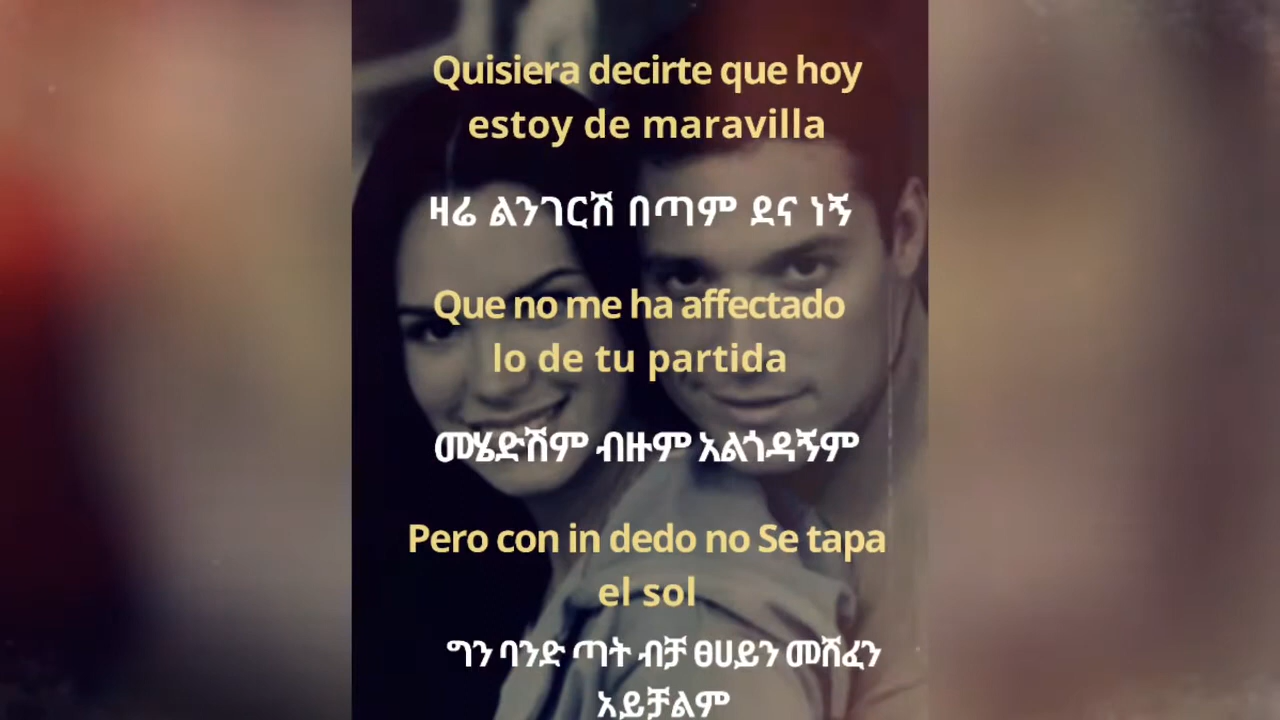 Quisiera decirte que hoy
estoy de maravilla
ዛሬ ልንገርሽ በጣም ደና ነኝ
Que no me ha affectado
lo de tu partida
መሄድሽም ብዙም አልጎዳኝም
Pero con in dedo no Se tapa
el sol
ግን ባንድ ጣት ብቻ ፀሀይን መሸፈን
አይቻልም